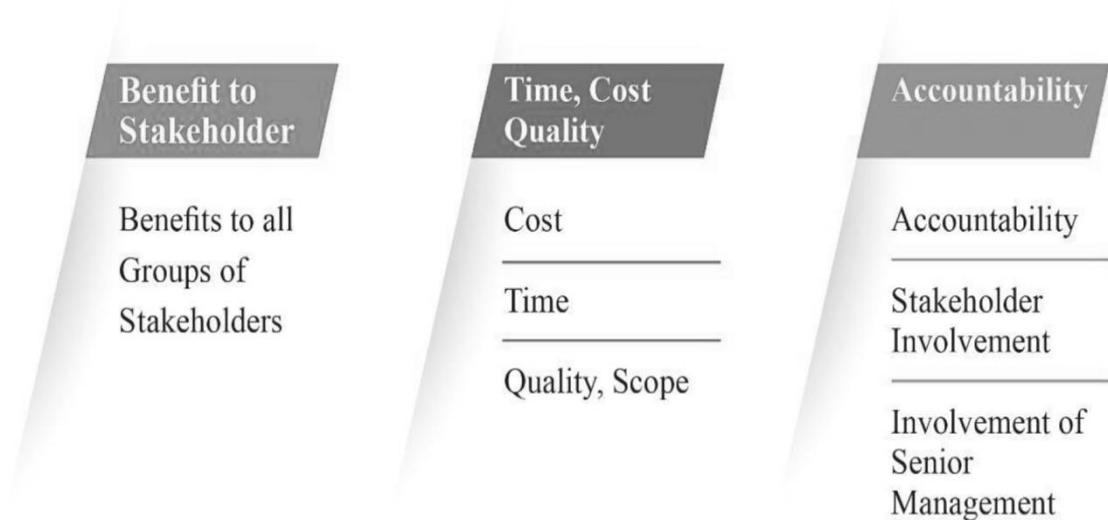 Benefit to
Stakeholder
Benefits to all
Groups of
Stakeholders
Time, Cost
Quality
Cost
Time
Quality, Scope
Accountability
Accountability
Stakeholder
Involvement
Involvement of
Senior
Management